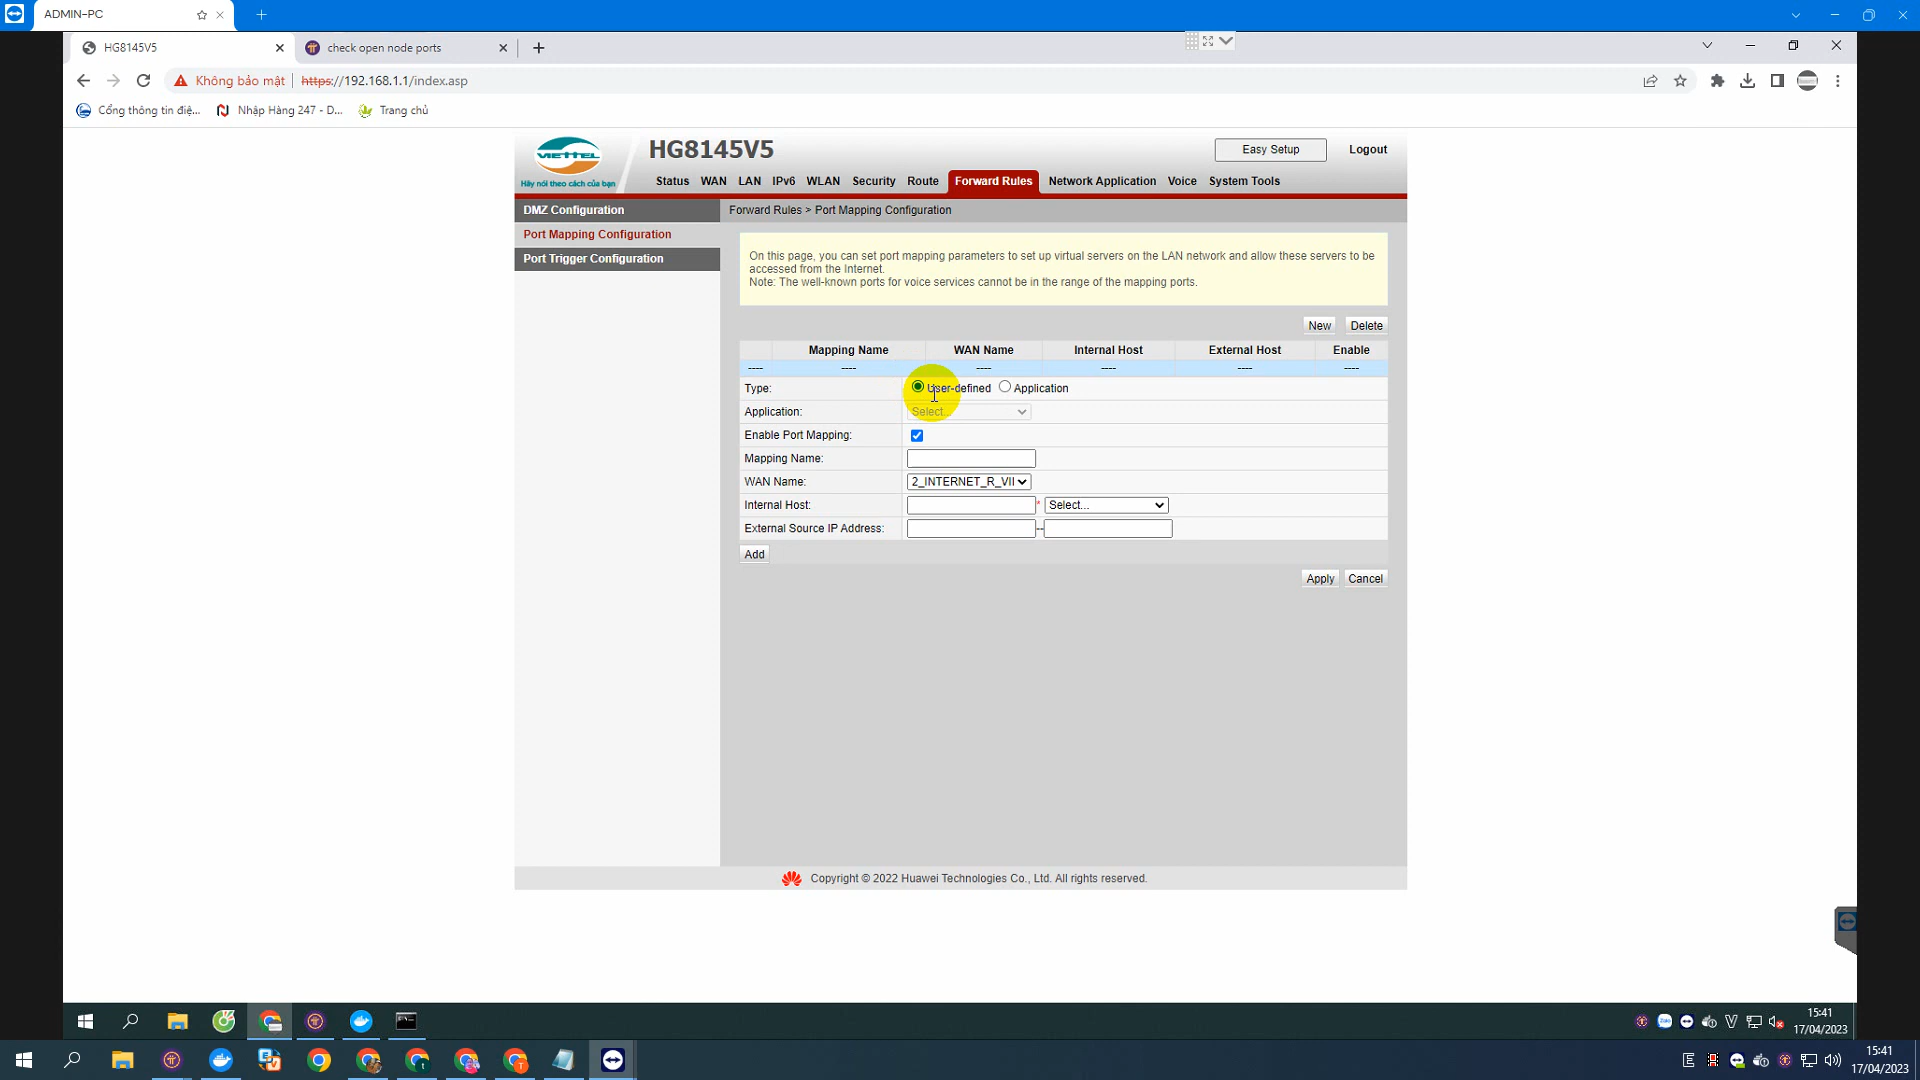 ADMIN-PC
HG8145V5
check open node ports
Không bảo mật
https://192.168.1.1/index.asp
Cổng thông tin điệ...
Nhập Hàng 247 - D...
Trang chủ
VIETTEL
Hãy nói theo cách của bạn
HG8145V5
Easy Setup
Logout
Status WAN LAN IPv6 WLAN Security Route Forward Rules Network Application Voice System Tools
DMZ Configuration
Port Mapping Configuration
Port Trigger Configuration
Forward Rules > Port Mapping Configuration
On this page, you can set port mapping parameters to set up virtual servers on the LAN network and allow these servers to be
accessed from the Internet.
Note: The well-known ports for voice services cannot be in the range of the mapping ports.
New Delete
Mapping Name WAN Name Internal Host External Host Enable
---- ---- ---- ---- ---- ----
Type: User-defined Application
Application: Select...
Enable Port Mapping:
Mapping Name:
WAN Name: 2_INTERNET_R_VII
Internal Host: * Select...
External Source IP Address: --
Add
Apply Cancel
Copyright © 2022 Huawei Technologies Co., Ltd. All rights reserved.
15:41
17/04/2023
15:41
17/04/2023